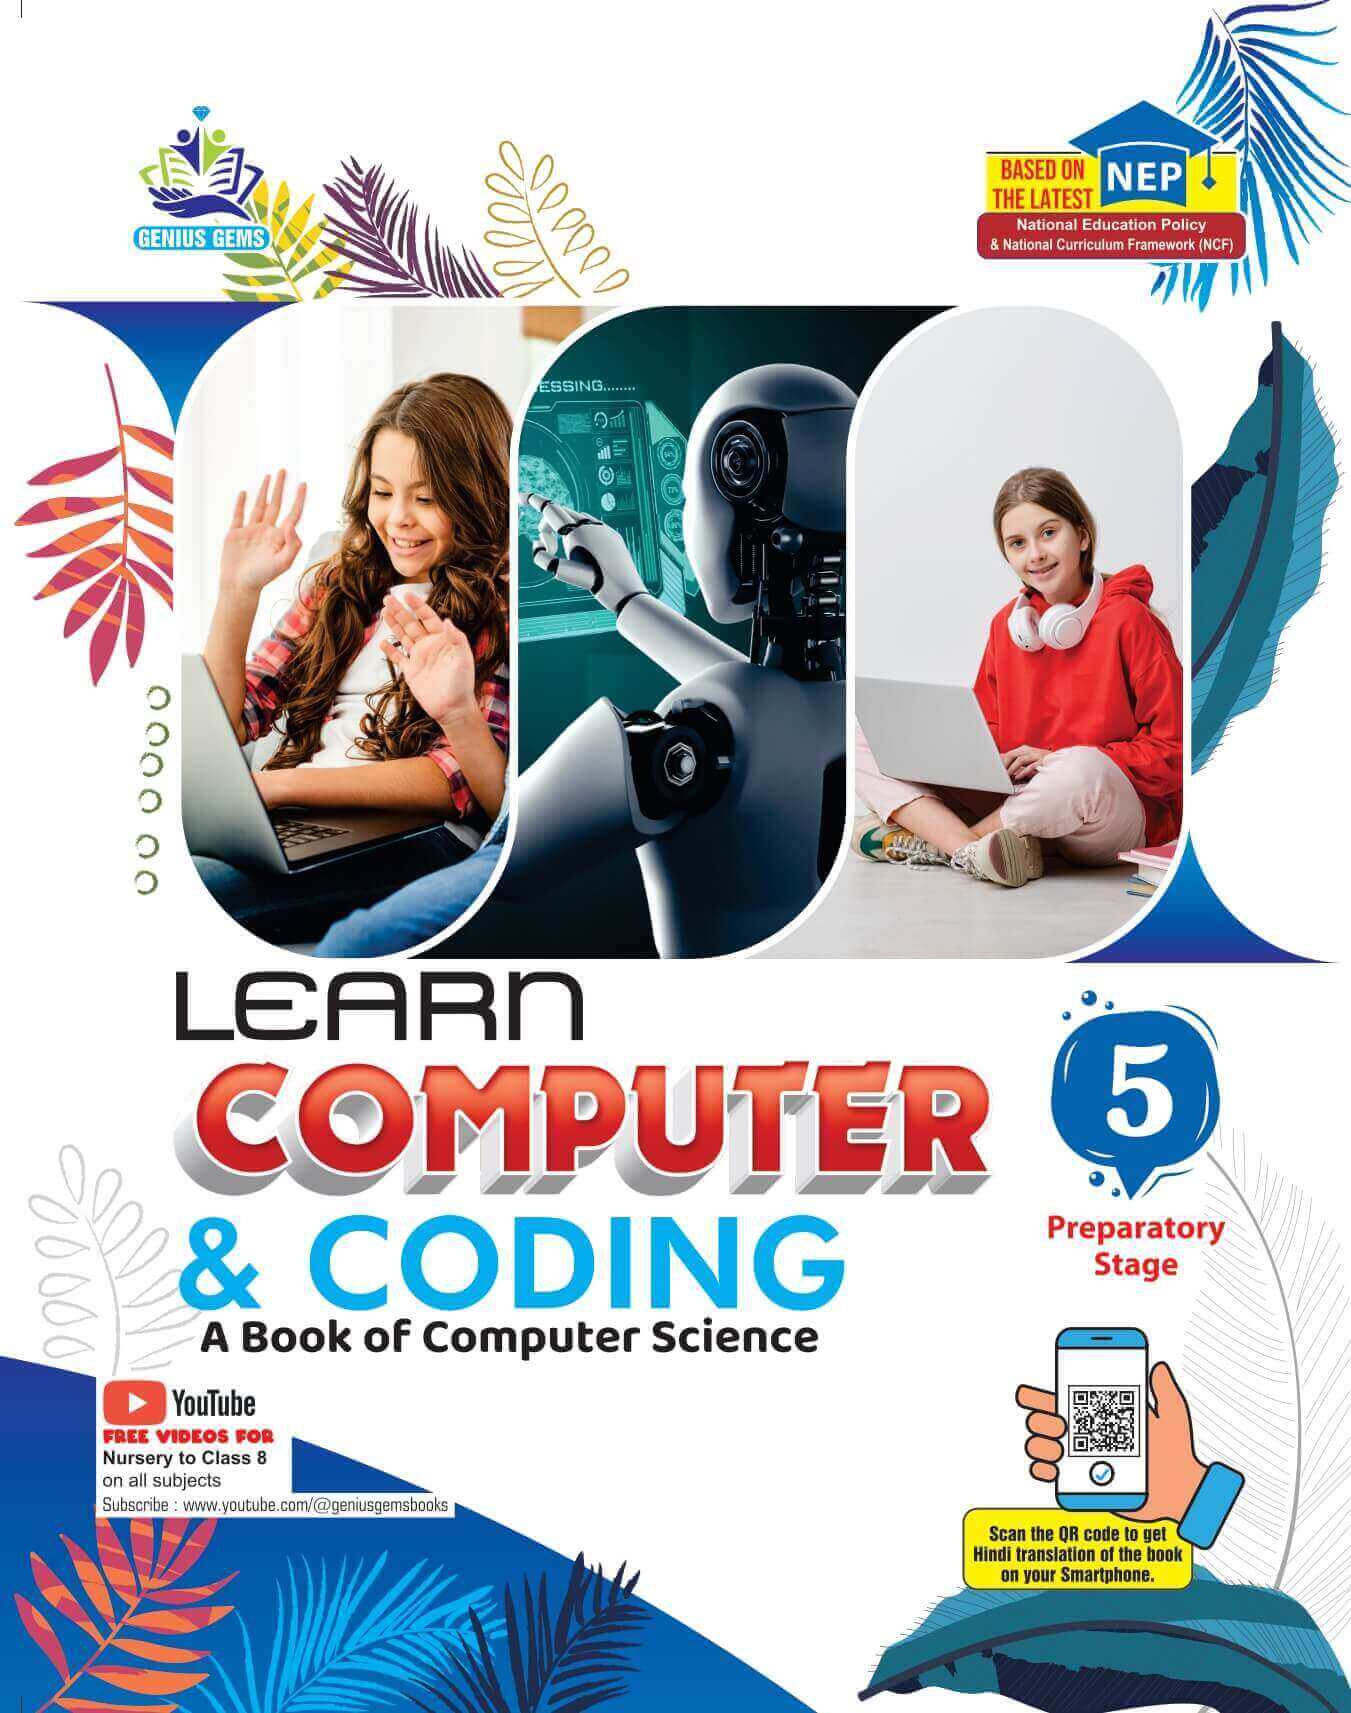 GENIUS GEMS
BASED ON
THE LATEST
NEP
National Education Policy
& National Curriculum Framework (NCF)
ESSING........
LEARN
COMPUTER
& CODING
A Book of Computer Science
5
Preparatory
Stage
YouTube
FREE VIDEOS FOR
Nursery to Class 8
on all subjects
Subscribe : www.youtube.com/@geniusgemsbooks
Scan the QR code to get
Hindi translation of the book
on your Smartphone.